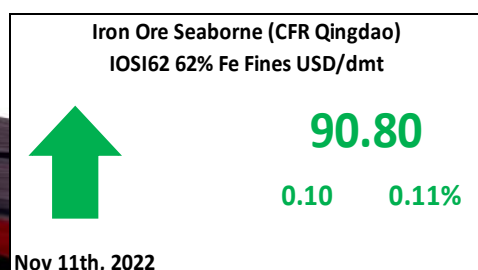 Iron Ore Seaborne (CFR Qingdao)
IOSI62 62% Fe Fines USD/dmt
90.80
0.10 0.11%
Nov 11th, 2022